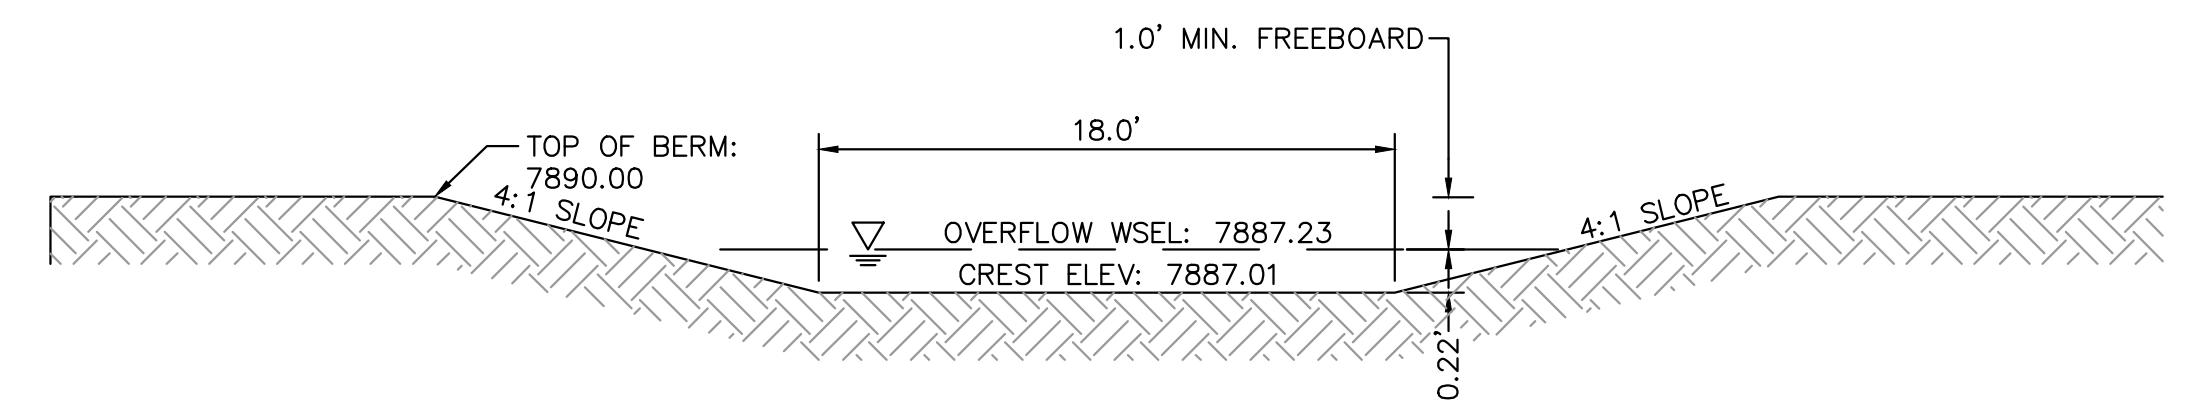 1.0' MIN. FREEBOARD
18.0'
TOP OF BERM:
7890.00
4:1 SLOPE
4:1 SLOPE
OVERFLOW WSEL: 7887.23
CREST ELEV: 7887.01
0.22'